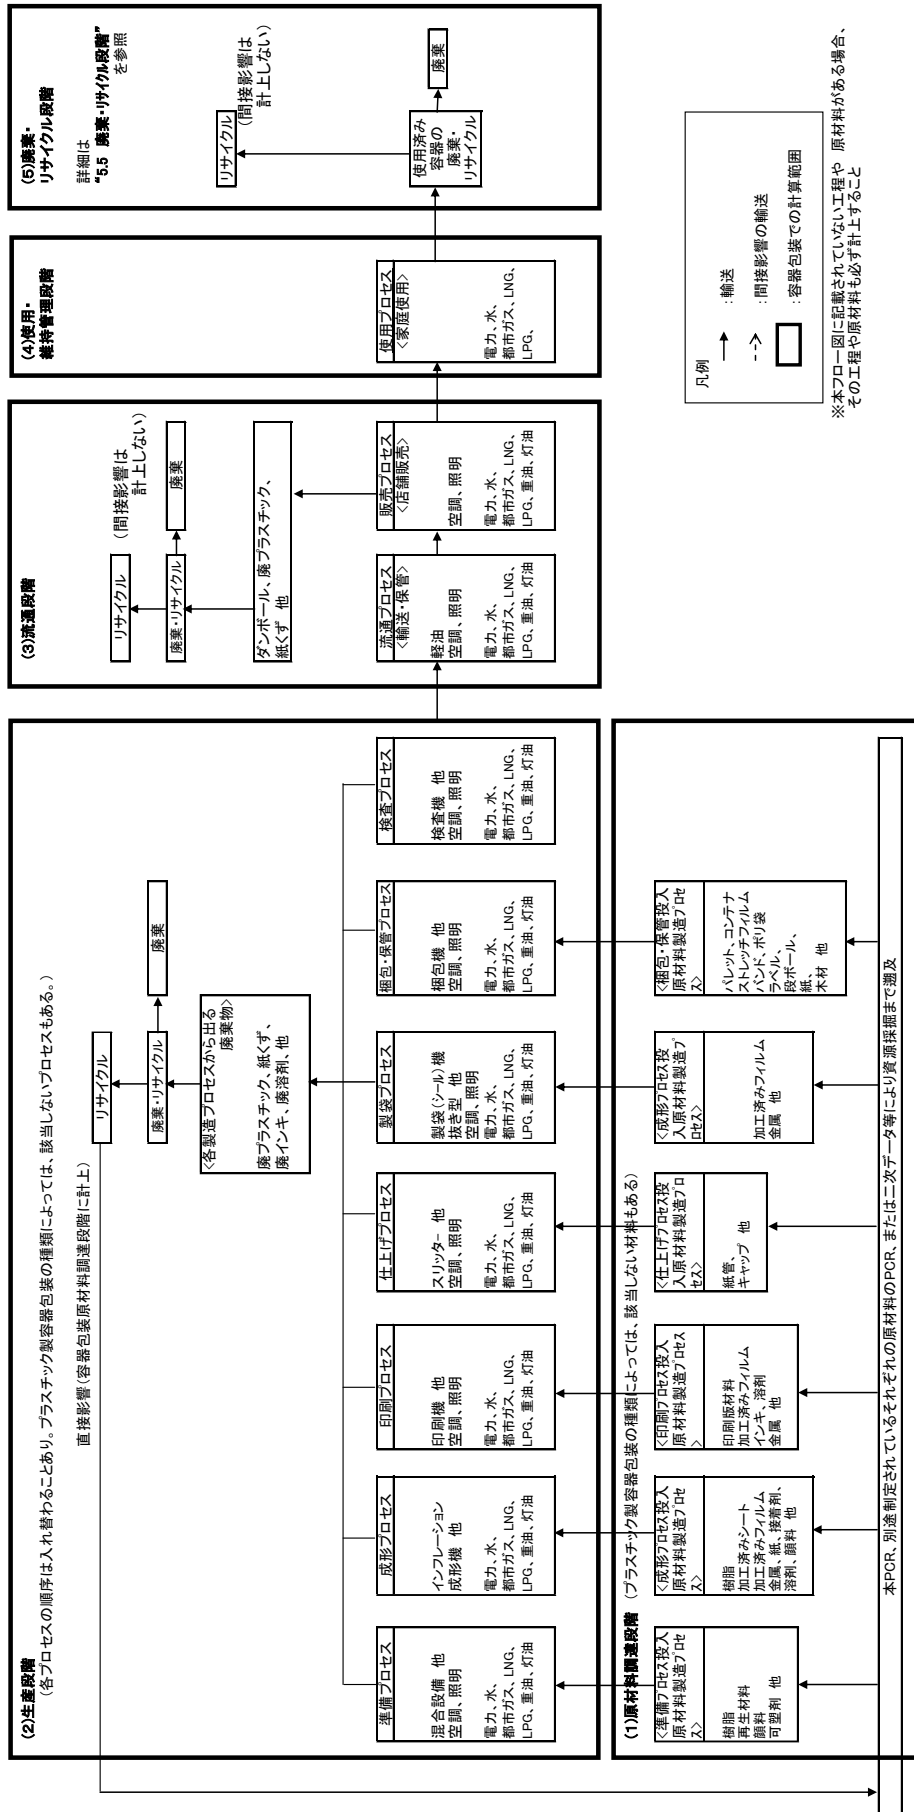 (2)生産段階
(各プロセスの順序は入れ替わることあり。プラスチック製容器包装の種類によっては、該当しないプロセスもある。)
直接影響(容器包装原材料調達段階に計上)
リサイクル
廃棄・リサイクル
廃棄
<各製造プロセスから出る
廃棄物>
廃プラスチック、紙くず、
廃インキ、廃溶剤、他
準備プロセス
混合設備 他
空調、照明
電力、水、
都市ガス、LNG、
LPG、重油、灯油
成形プロセス
インフレーション
成形機 他
電力、水、
都市ガス、LNG、
LPG、重油、灯油
印刷プロセス
印刷機 他
空調、照明
電力、水、
都市ガス、LNG、
LPG、重油、灯油
仕上げプロセス
スリッター 他
空調、照明
電力、水、
都市ガス、LNG、
LPG、重油、灯油
製袋プロセス
製袋(シール)機
抜き型 他
空調、照明
電力、水、
都市ガス、LNG、
LPG、重油、灯油
梱包・保管プロセス
梱包機 他
空調、照明
電力、水、
都市ガス、LNG、
LPG、重油、灯油
検査プロセス
検査機 他
空調、照明
電力、水、
都市ガス、LNG、
LPG、重油、灯油
(1)原材料調達段階 (プラスチック製容器包装の種類によっては、該当しない材料もある)
<準備プロセス投入
原材料製造プロセ
ス>
樹脂
再生材料
顔料
可塑剤 他
<成形プロセス投入
原材料製造プロセ
ス>
樹脂
加工済みシート
加工済みフィルム
金属、紙、接着剤、
溶剤、顔料 他
<印刷プロセス投入
原材料製造プロセス
>
印刷版材料
加工済みフィルム
インキ、溶剤
金属 他
<仕上げプロセス投
入原材料製造プロ
セス>
紙管、
キャップ 他
<成形プロセス投
入原材料製造プ
ロセス>
加工済みフィルム
金属 他
<梱包・保管投入
原材料製造プロセ
ス>
パレット、コンテナ
ストレッチフィルム
バンド、ポリ袋
ラベル、
段ボール、
紙、
木材 他
本PCR、別途制定されているそれぞれの原材料のPCR、または二次データ等により資源採掘まで遡及
(3)流通段階
リサイクル
(間接影響は
計上しない)
廃棄・リサイクル
廃棄
ダンボール、廃プラスチック、
紙くず 他
流通プロセス
<輸送・保管>
軽油
空調、照明
電力、水、
都市ガス、LNG、
LPG、重油、灯油
販売プロセス
<店舗販売>
空調、照明
電力、水、
都市ガス、LNG、
LPG、重油、灯油
(4)使用・
維持管理段階
使用プロセス
<家庭使用>
電力、水、
都市ガス、LNG、
LPG、
(5)廃棄・
リサイクル段階
詳細は
“5.5 廃棄・リサイクル段階”
を参照
リサイクル
(間接影響は
計上しない)
使用済み
容器の
廃棄・
リサイクル
廃棄
凡例
:輸送
:間接影響の輸送
:容器包装での計算範囲
※本フロー図に記載されていない工程や 原材料がある場合、
その工程や原材料も必ず計上すること